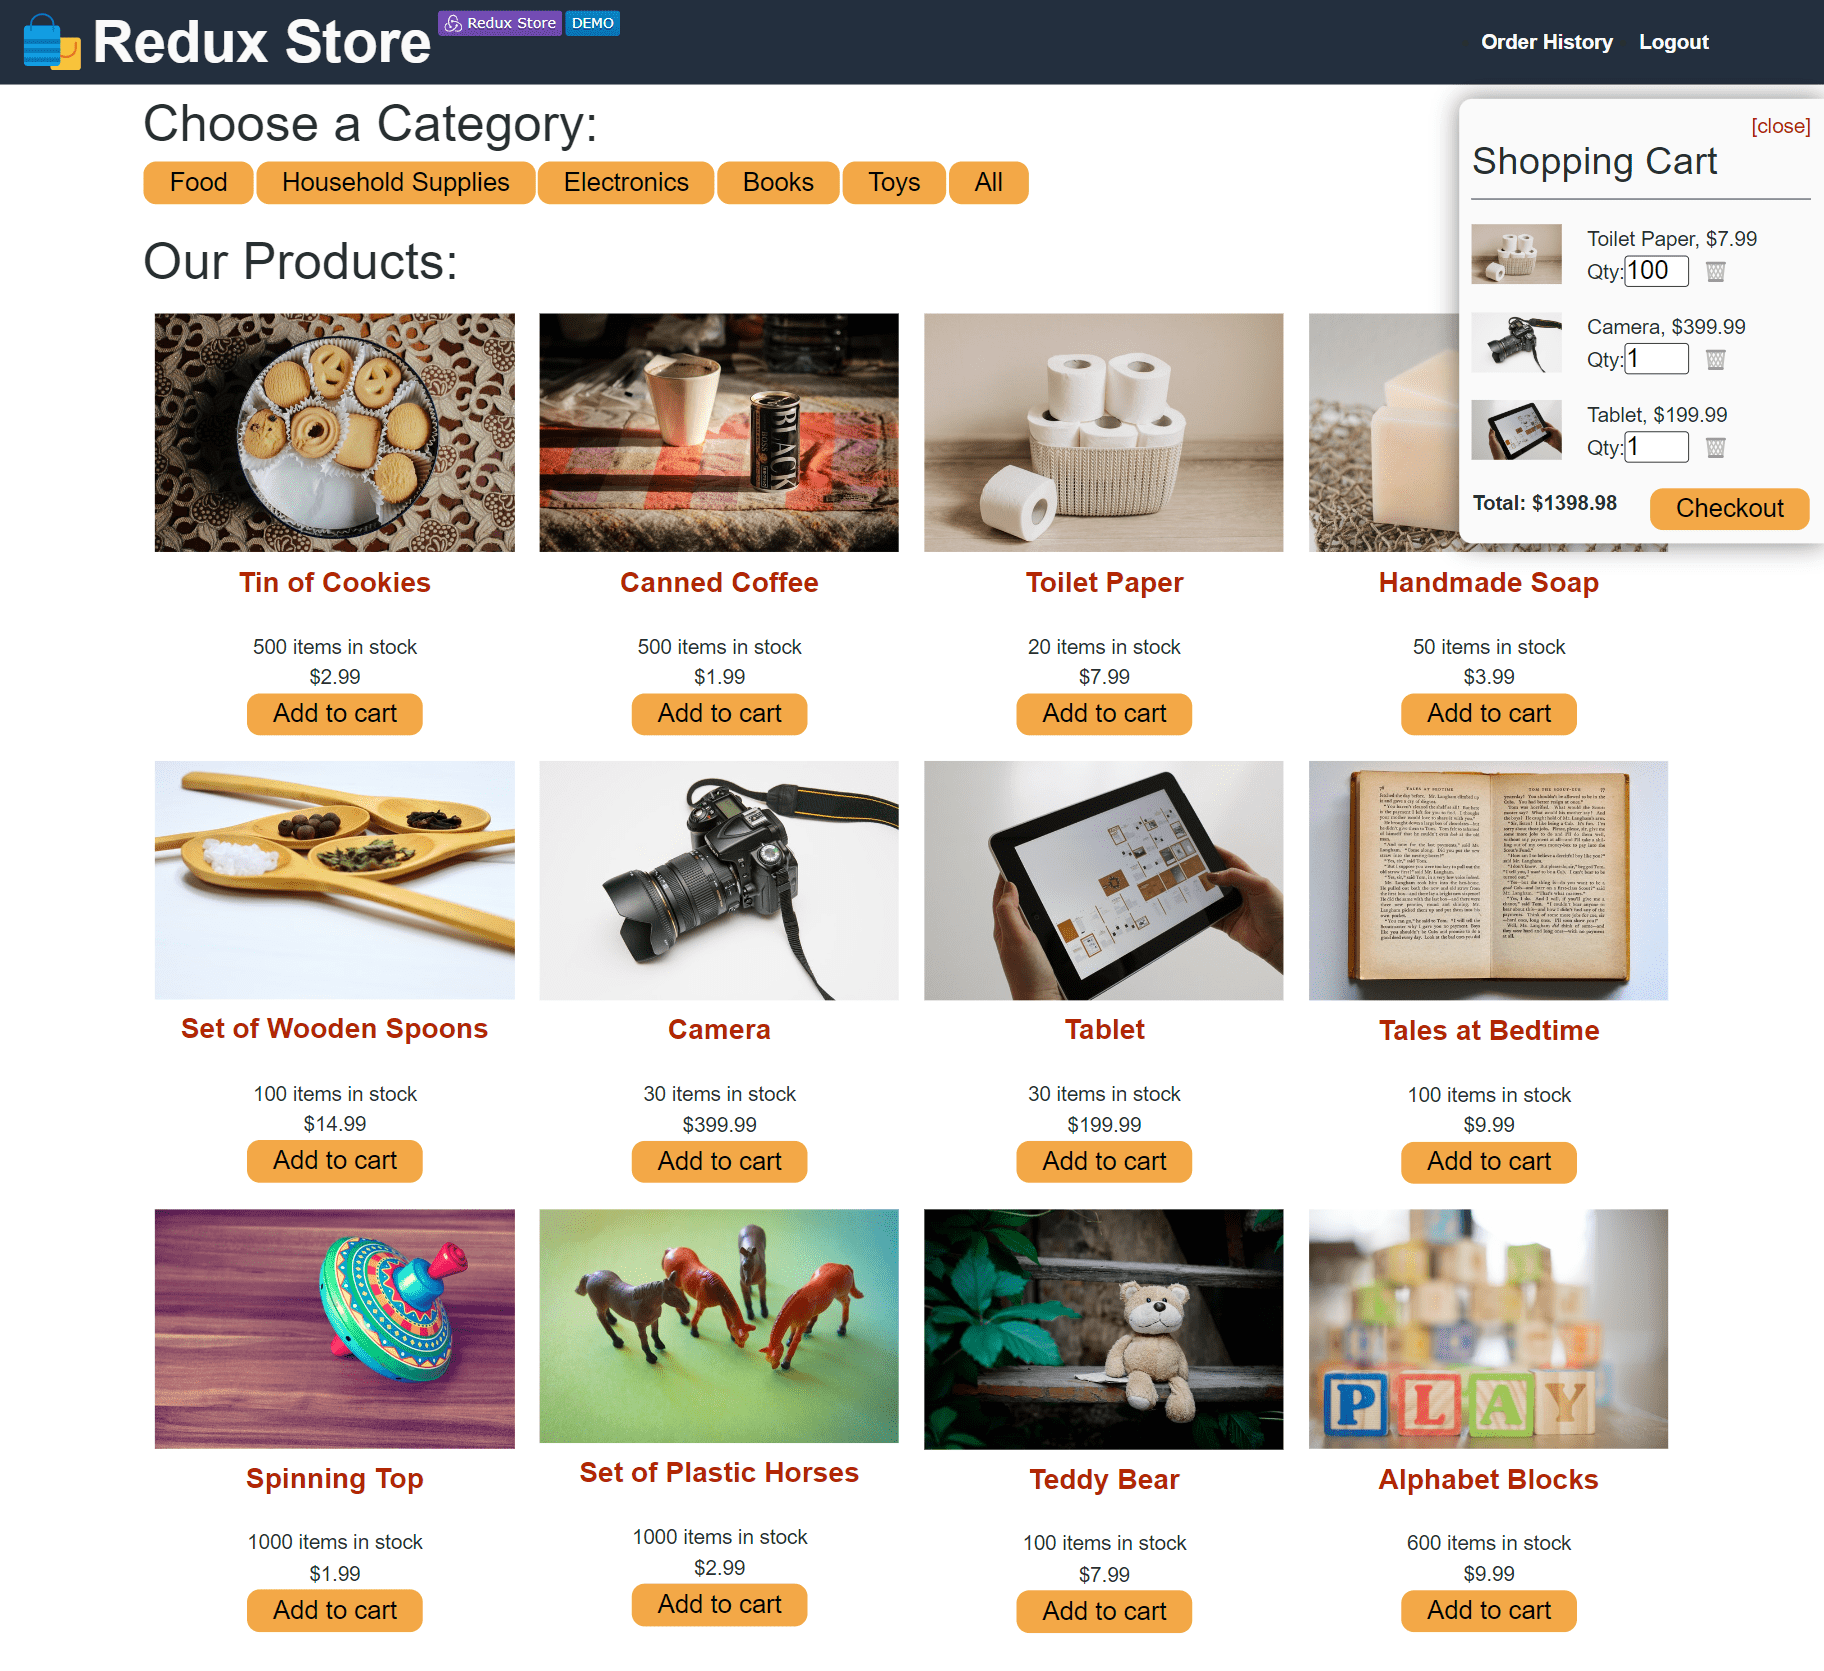 Redux Store
Redux Store DEMO
Order History Logout
Choose a Category:
Food Household Supplies Electronics Books Toys All
[close]
Shopping Cart
Toilet Paper, $7.99
Qty:100
Camera, $399.99
Qty:1
Tablet, $199.99
Qty:1
Total: $1398.98 Checkout
Our Products:
BLACK
BOSS
Tin of Cookies Canned Coffee Toilet Paper Handmade Soap
500 items in stock 500 items in stock 20 items in stock 50 items in stock
$2.99 $1.99 $7.99 $3.99
Add to cart Add to cart Add to cart Add to cart
TALES AT BEDTIME
Set of Wooden Spoons Camera Tablet Tales at Bedtime
100 items in stock 30 items in stock 30 items in stock 100 items in stock
$14.99 $399.99 $199.99 $9.99
Add to cart Add to cart Add to cart Add to cart
PLAY
Spinning Top Set of Plastic Horses Teddy Bear Alphabet Blocks
1000 items in stock 1000 items in stock 100 items in stock 600 items in stock
$1.99 $2.99 $7.99 $9.99
Add to cart Add to cart Add to cart Add to cart